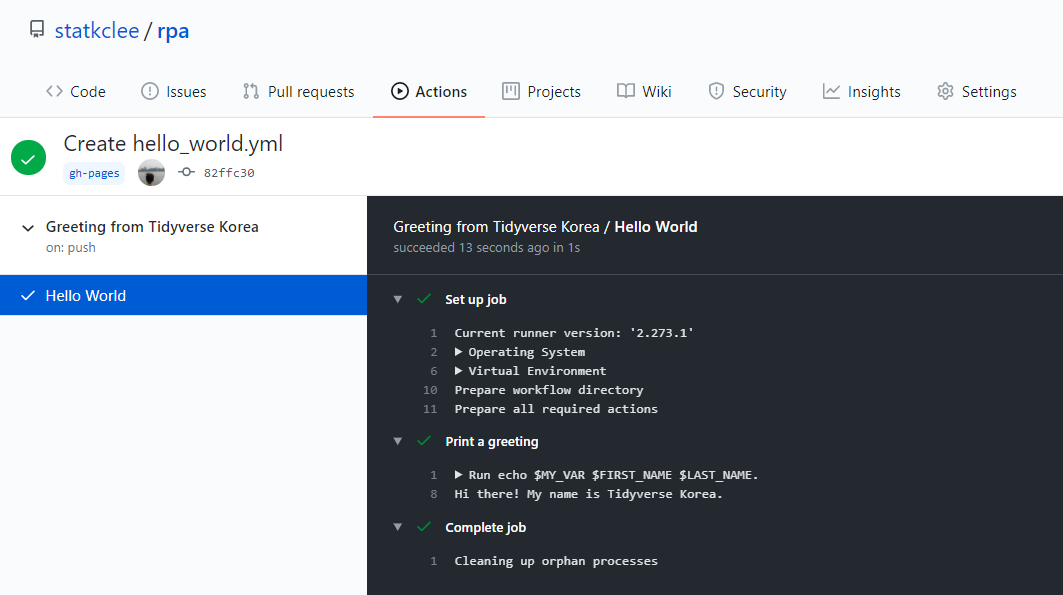 statkclee / rpa
Code Issues Pull requests Actions Projects Wiki Security Insights Settings
Create hello_world.yml
gh-pages 82ffc30
Greeting from Tidyverse Korea
on: push
Hello World
Greeting from Tidyverse Korea / Hello World
succeeded 13 seconds ago in 1s
Set up job
1 Current runner version: '2.273.1'
2 ▶ Operating System
6 ▶ Virtual Environment
10 Prepare workflow directory
11 Prepare all required actions
Print a greeting
1 ▶ Run echo $MY_VAR $FIRST_NAME $LAST_NAME.
8 Hi there! My name is Tidyverse Korea.
Complete job
1 Cleaning up orphan processes